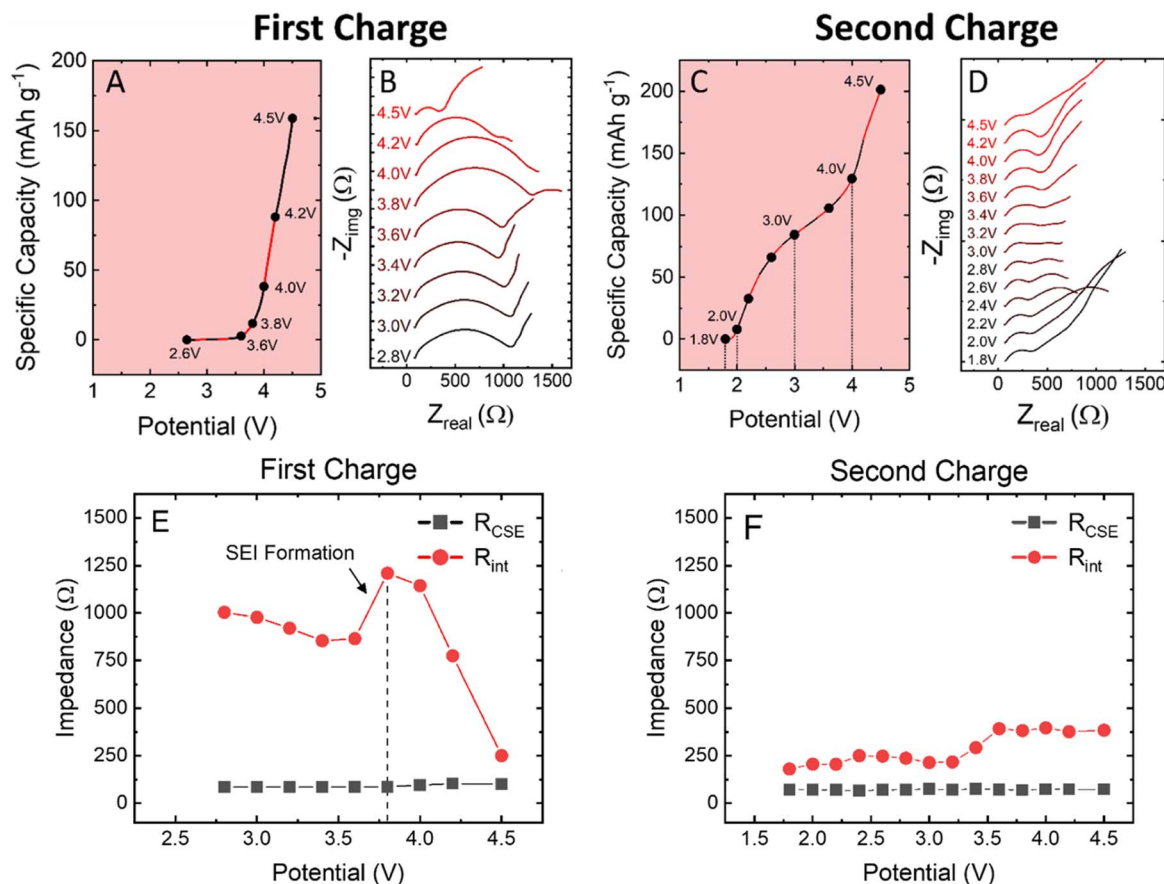 First Charge
Second Charge
A
Specific Capacity (mAh g⁻¹)
200
150
100
50
0
4.5V
4.2V
4.0V
3.8V
3.6V
2.6V
1 2 3 4 5
Potential (V)
B
-Zimg (Ω)
4.5V
4.2V
4.0V
3.8V
3.6V
3.4V
3.2V
3.0V
2.8V
0 500 1000 1500
Zreal (Ω)
C
Specific Capacity (mAh g⁻¹)
200
150
100
50
0
4.5V
4.0V
3.0V
2.0V
1.8V
1 2 3 4 5
Potential (V)
D
-Zimg (Ω)
4.5V
4.2V
4.0V
3.8V
3.6V
3.4V
3.2V
3.0V
2.8V
2.6V
2.4V
2.2V
2.0V
1.8V
0 500 1000 1500
Zreal (Ω)
First Charge
E
Impedance (Ω)
1500
1250
1000
750
500
250
0
SEI Formation
RCSE
Rint
2.5 3.0 3.5 4.0 4.5
Potential (V)
Second Charge
F
Impedance (Ω)
1500
1250
1000
750
500
250
0
RCSE
Rint
1.5 2.0 2.5 3.0 3.5 4.0 4.5
Potential (V)